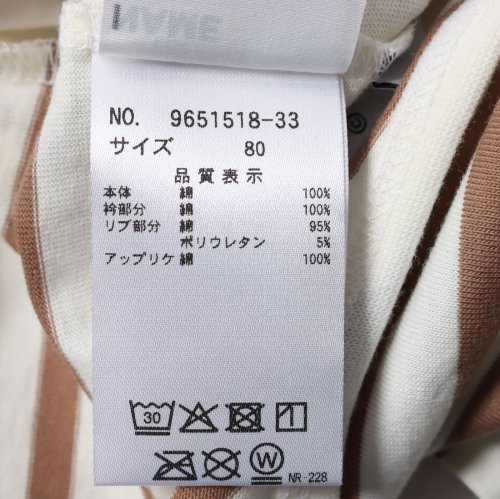 NAME
NO. 9651518-33
サイズ 80
品質表示
本体 綿 100%
衿部分 綿 100%
リブ部分 綿 95%
ポリウレタン 5%
アップリケ 綿 100%
30
1
W
NR-228